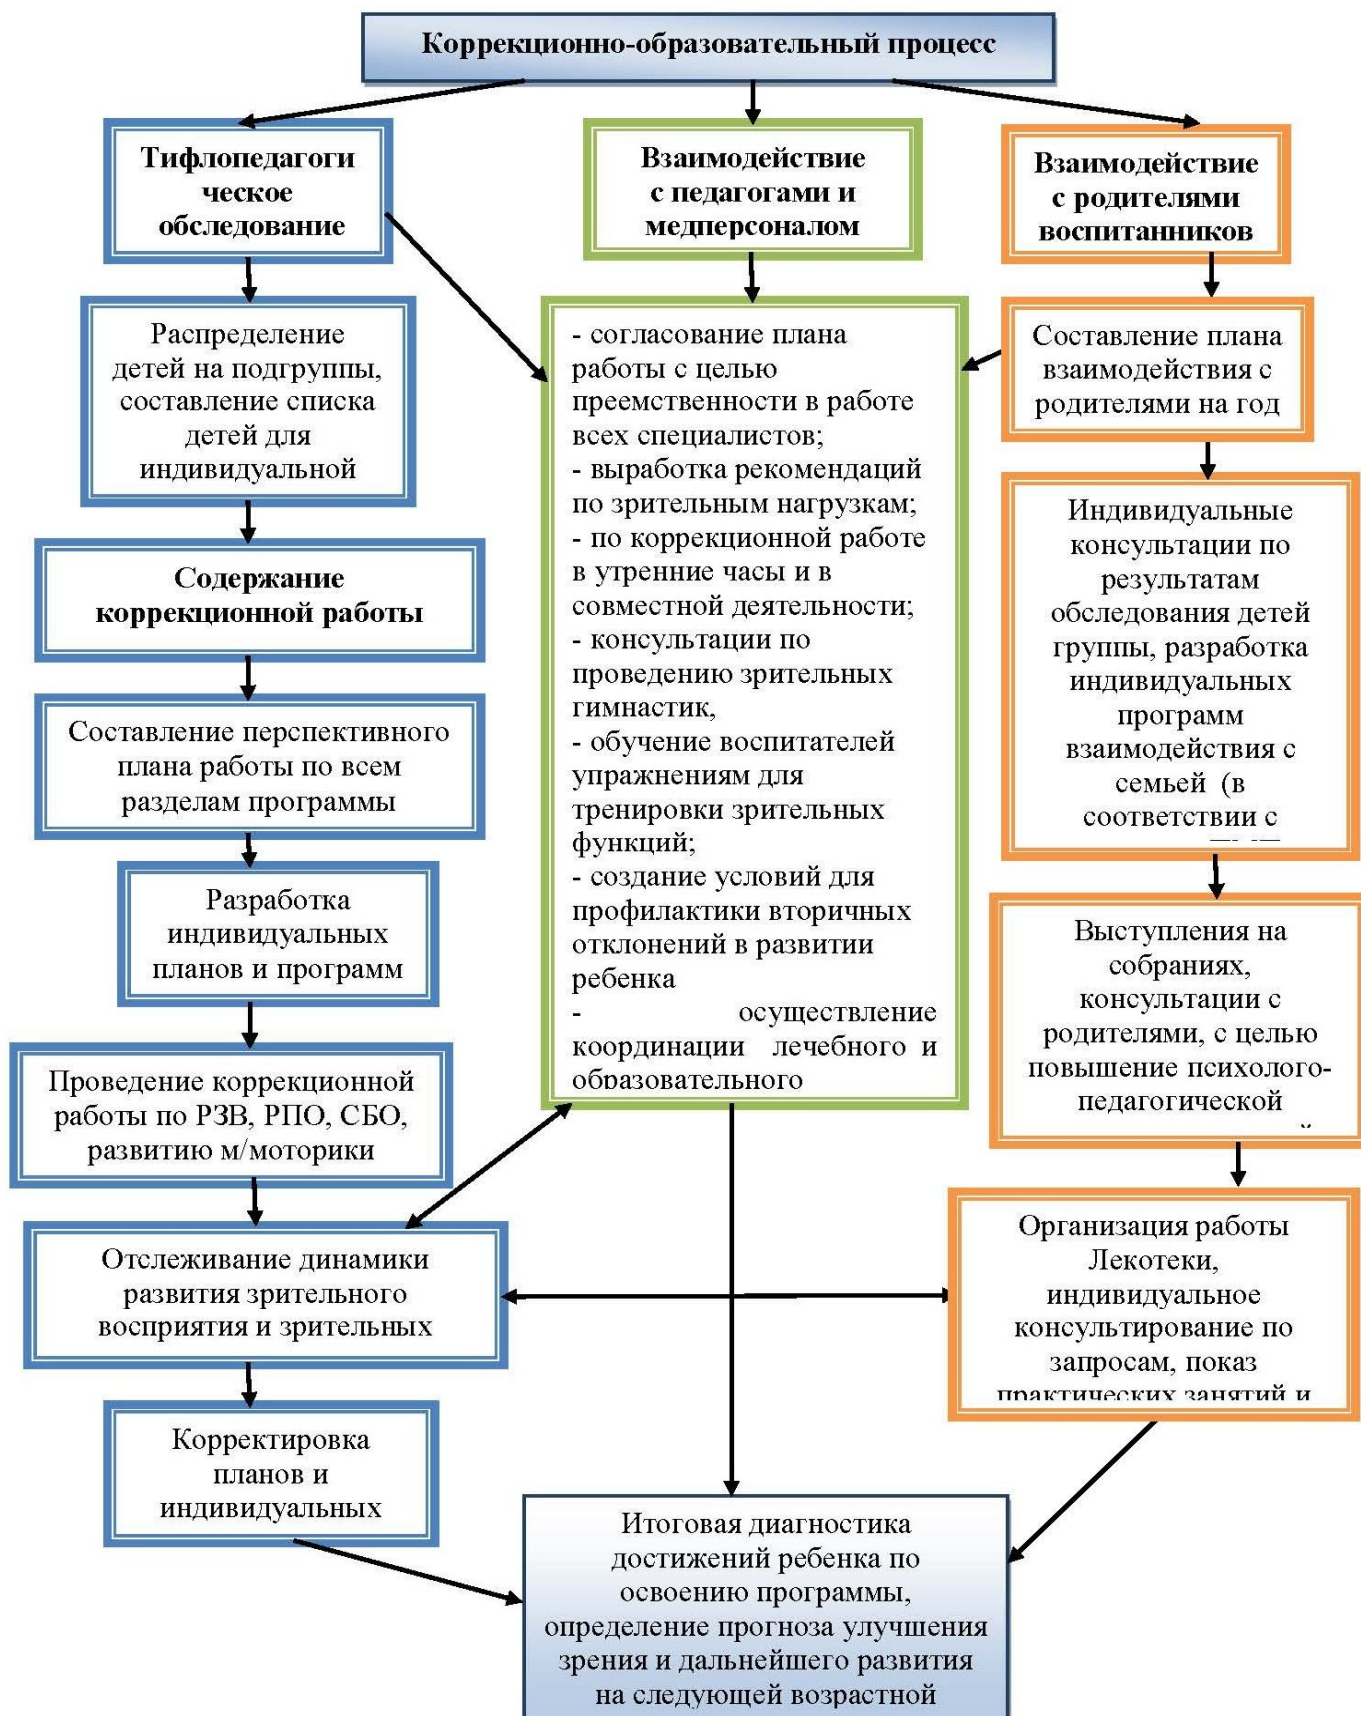 Коррекционно-образовательный процесс
Тифлопедагоги
ческое
обследование
Взаимодействие
с педагогами и
медперсоналом
Взаимодействие
с родителями
воспитанников
Распределение
детей на подгруппы,
составление списка
детей для
индивидуальной
Содержание
коррекционной работы
Составление перспективного
плана работы по всем
разделам программы
Разработка
индивидуальных
планов и программ
Проведение коррекционной
работы по РЗВ, РПО, СБО,
развитию м/моторики
Отслеживание динамики
развития зрительного
восприятия и зрительных
Корректировка
планов и
индивидуальных
- согласование плана
работы с целью
преемственности в работе
всех специалистов;
- выработка рекомендаций
по зрительным нагрузкам;
- по коррекционной работе
в утренние часы и в
совместной деятельности;
- консультации по
проведению зрительных
гимнастик,
- обучение воспитателей
упражнениям для
тренировки зрительных
функций;
- создание условий для
профилактики вторичных
отклонений в развитии
ребенка
- осуществление
координации лечебного и
образовательного
Составление плана
взаимодействия с
родителями на год
Индивидуальные
консультации по
результатам
обследования детей
группы, разработка
индивидуальных
программ
взаимодействия с
семьей (в
соответствии с
Выступления на
собраниях,
консультации с
родителями, с целью
повышение психолого-
педагогической
Организация работы
Лекотеки,
индивидуальное
консультирование по
запросам, показ
практических занятий и
Итоговая диагностика
достижений ребенка по
освоению программы,
определение прогноза улучшения
зрения и дальнейшего развития
на следующей возрастной